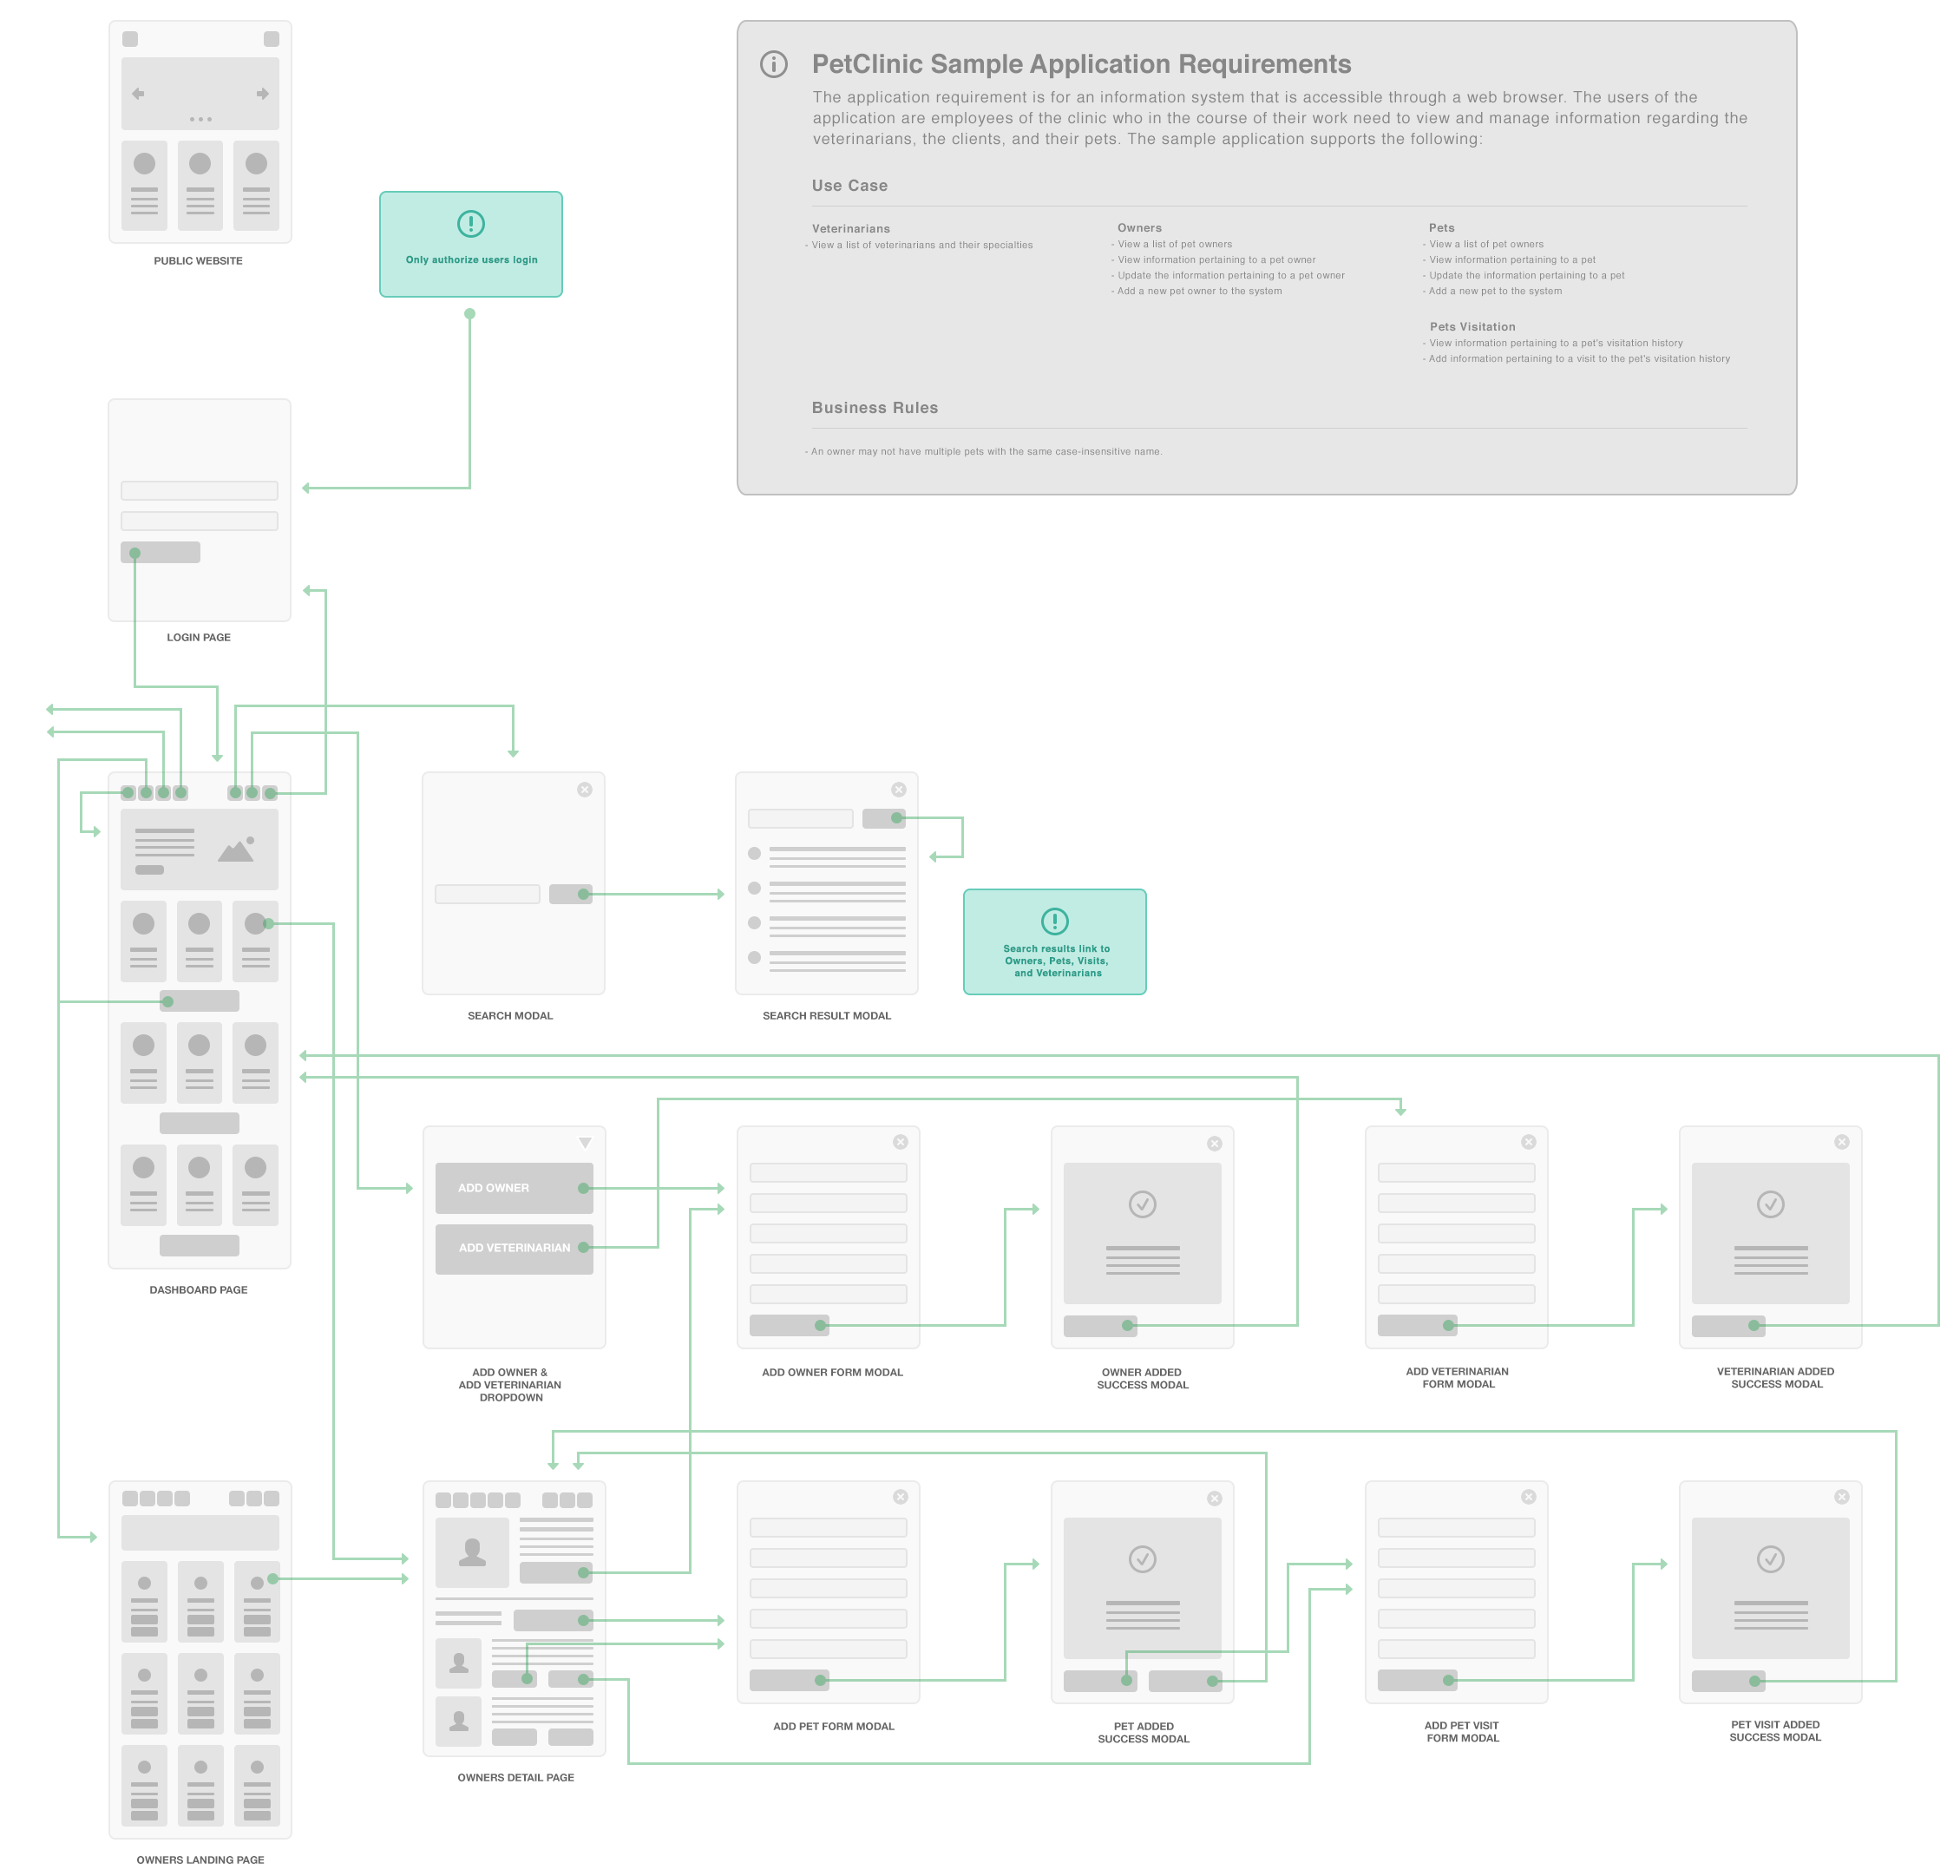 PetClinic Sample Application Requirements
The application requirement is for an information system that is accessible through a web browser. The users of the
application are employees of the clinic who in the course of their work need to view and manage information regarding the
veterinarians, the clients, and their pets. The sample application supports the following:
Use Case
Veterinarians
- View a list of veterinarians and their specialties
Owners
- View a list of pet owners
- View information pertaining to a pet owner
- Update the information pertaining to a pet owner
- Add a new pet owner to the system
Pets
- View a list of pet owners
- View information pertaining to a pet
- Update the information pertaining to a pet
- Add a new pet to the system
Pets Visitation
- View information pertaining to a pet's visitation history
- Add information pertaining to a visit to the pet's visitation history
Business Rules
- An owner may not have multiple pets with the same case-insensitive name.
PUBLIC WEBSITE
Only authorize users login
LOGIN PAGE
Search results link to
Owners, Pets, Visits,
and Veterinarians
SEARCH MODAL
SEARCH RESULT MODAL
ADD OWNER
ADD VETERINARIAN
DASHBOARD PAGE
ADD OWNER &
ADD VETERINARIAN
DROPDOWN
ADD OWNER FORM MODAL
OWNER ADDED
SUCCESS MODAL
ADD VETERINARIAN
FORM MODAL
VETERINARIAN ADDED
SUCCESS MODAL
OWNERS DETAIL PAGE
ADD PET FORM MODAL
PET ADDED
SUCCESS MODAL
ADD PET VISIT
FORM MODAL
PET VISIT ADDED
SUCCESS MODAL
OWNERS LANDING PAGE